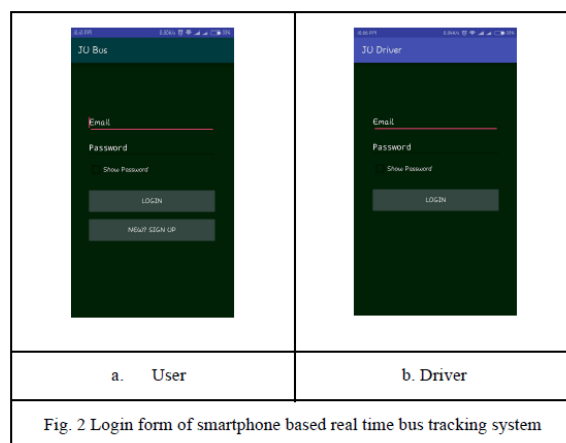 JU Bus
Email
Password
Show Password
LOGIN
NEW? SIGN UP
JU Driver
Email
Password
Show Password
LOGIN
a. User
b. Driver
Fig. 2 Login form of smartphone based real time bus tracking system